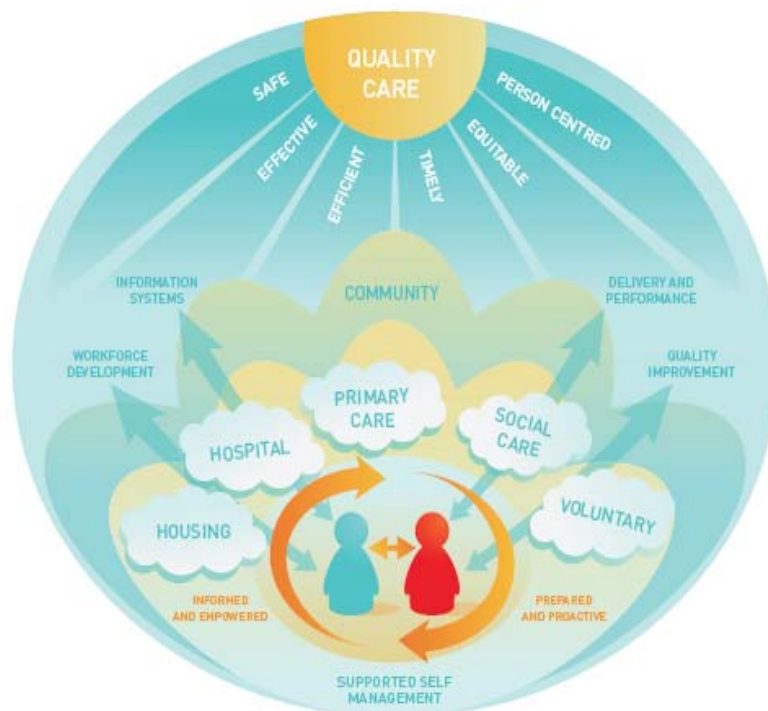 QUALITY
CARE
SAFE
EFFECTIVE
EFFICIENT
TIMELY
EQUITABLE
PERSON CENTRED
INFORMATION
SYSTEMS
COMMUNITY
DELIVERY AND
PERFORMANCE
WORKFORCE
DEVELOPMENT
QUALITY
IMPROVEMENT
PRIMARY
CARE
HOSPITAL
SOCIAL
CARE
HOUSING
VOLUNTARY
INFORMED
AND EMPOWERED
PREPARED
AND PROACTIVE
SUPPORTED SELF
MANAGEMENT